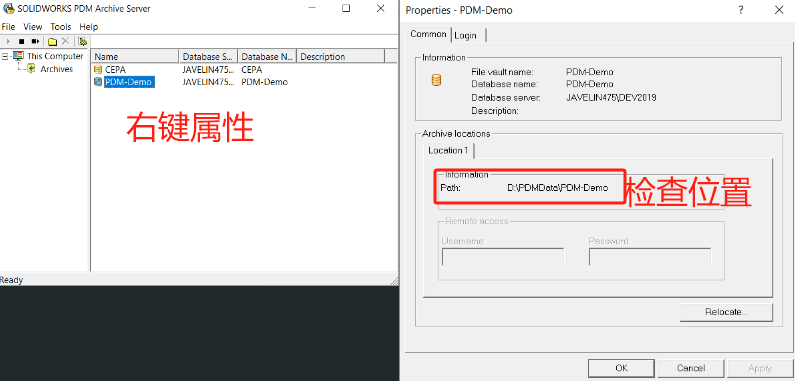 SOLIDWORKS PDM Archive Server
File View Tools Help
This Computer
Archives
Name Database S... Database N... Description
CEPA JAVELIN475... CEPA
PDM-Demo JAVELIN475... PDM-Demo
右键属性
Ready
Properties - PDM-Demo
Common Login
Information
File vault name: PDM-Demo
Database name: PDM-Demo
Database server: JAVELIN475\DEV2019
Description:
Archive locations
Location 1
Information
Path: D:\PDMData\PDM-Demo
检查位置
Remote access
Username Password
Relocate...
OK Cancel Apply